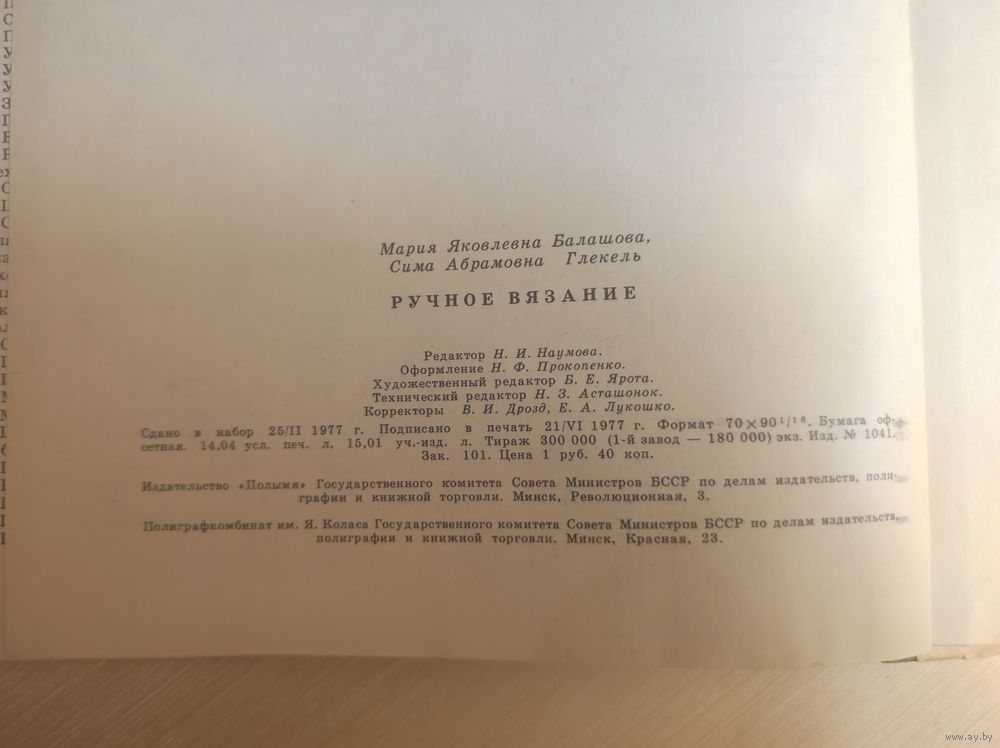 Мария Яковлевна Балашова,
Сима Абрамовна Глекель
РУЧНОЕ ВЯЗАНИЕ
Редактор Н. И. Наумова.
Оформление Н. Ф. Прокопенко.
Художественный редактор Б. Е. Ярота.
Технический редактор Н. З. Асташонок.
Корректоры В. И. Дрозд, Е. А. Лукошко.
Сдано в набор 25/II 1977 г. Подписано в печать 21/VI 1977 г. Формат 70×90¹/¹⁶. Бумага оф-
сетная. 14,04 усл. печ. л. 15,01 уч.-изд. л. Тираж 300 000 (1-й завод — 180 000) экз. Изд. № 1041.
Зак. 101. Цена 1 руб. 40 коп.
Издательство «Полымя» Государственного комитета Совета Министров БССР по делам издательств, поли-
графии и книжной торговли. Минск, Революционная, 3.
Полиграфкомбинат им. Я. Коласа Государственного комитета Совета Министров БССР по делам издательств,
полиграфии и книжной торговли. Минск, Красная, 23.
www.ay.by